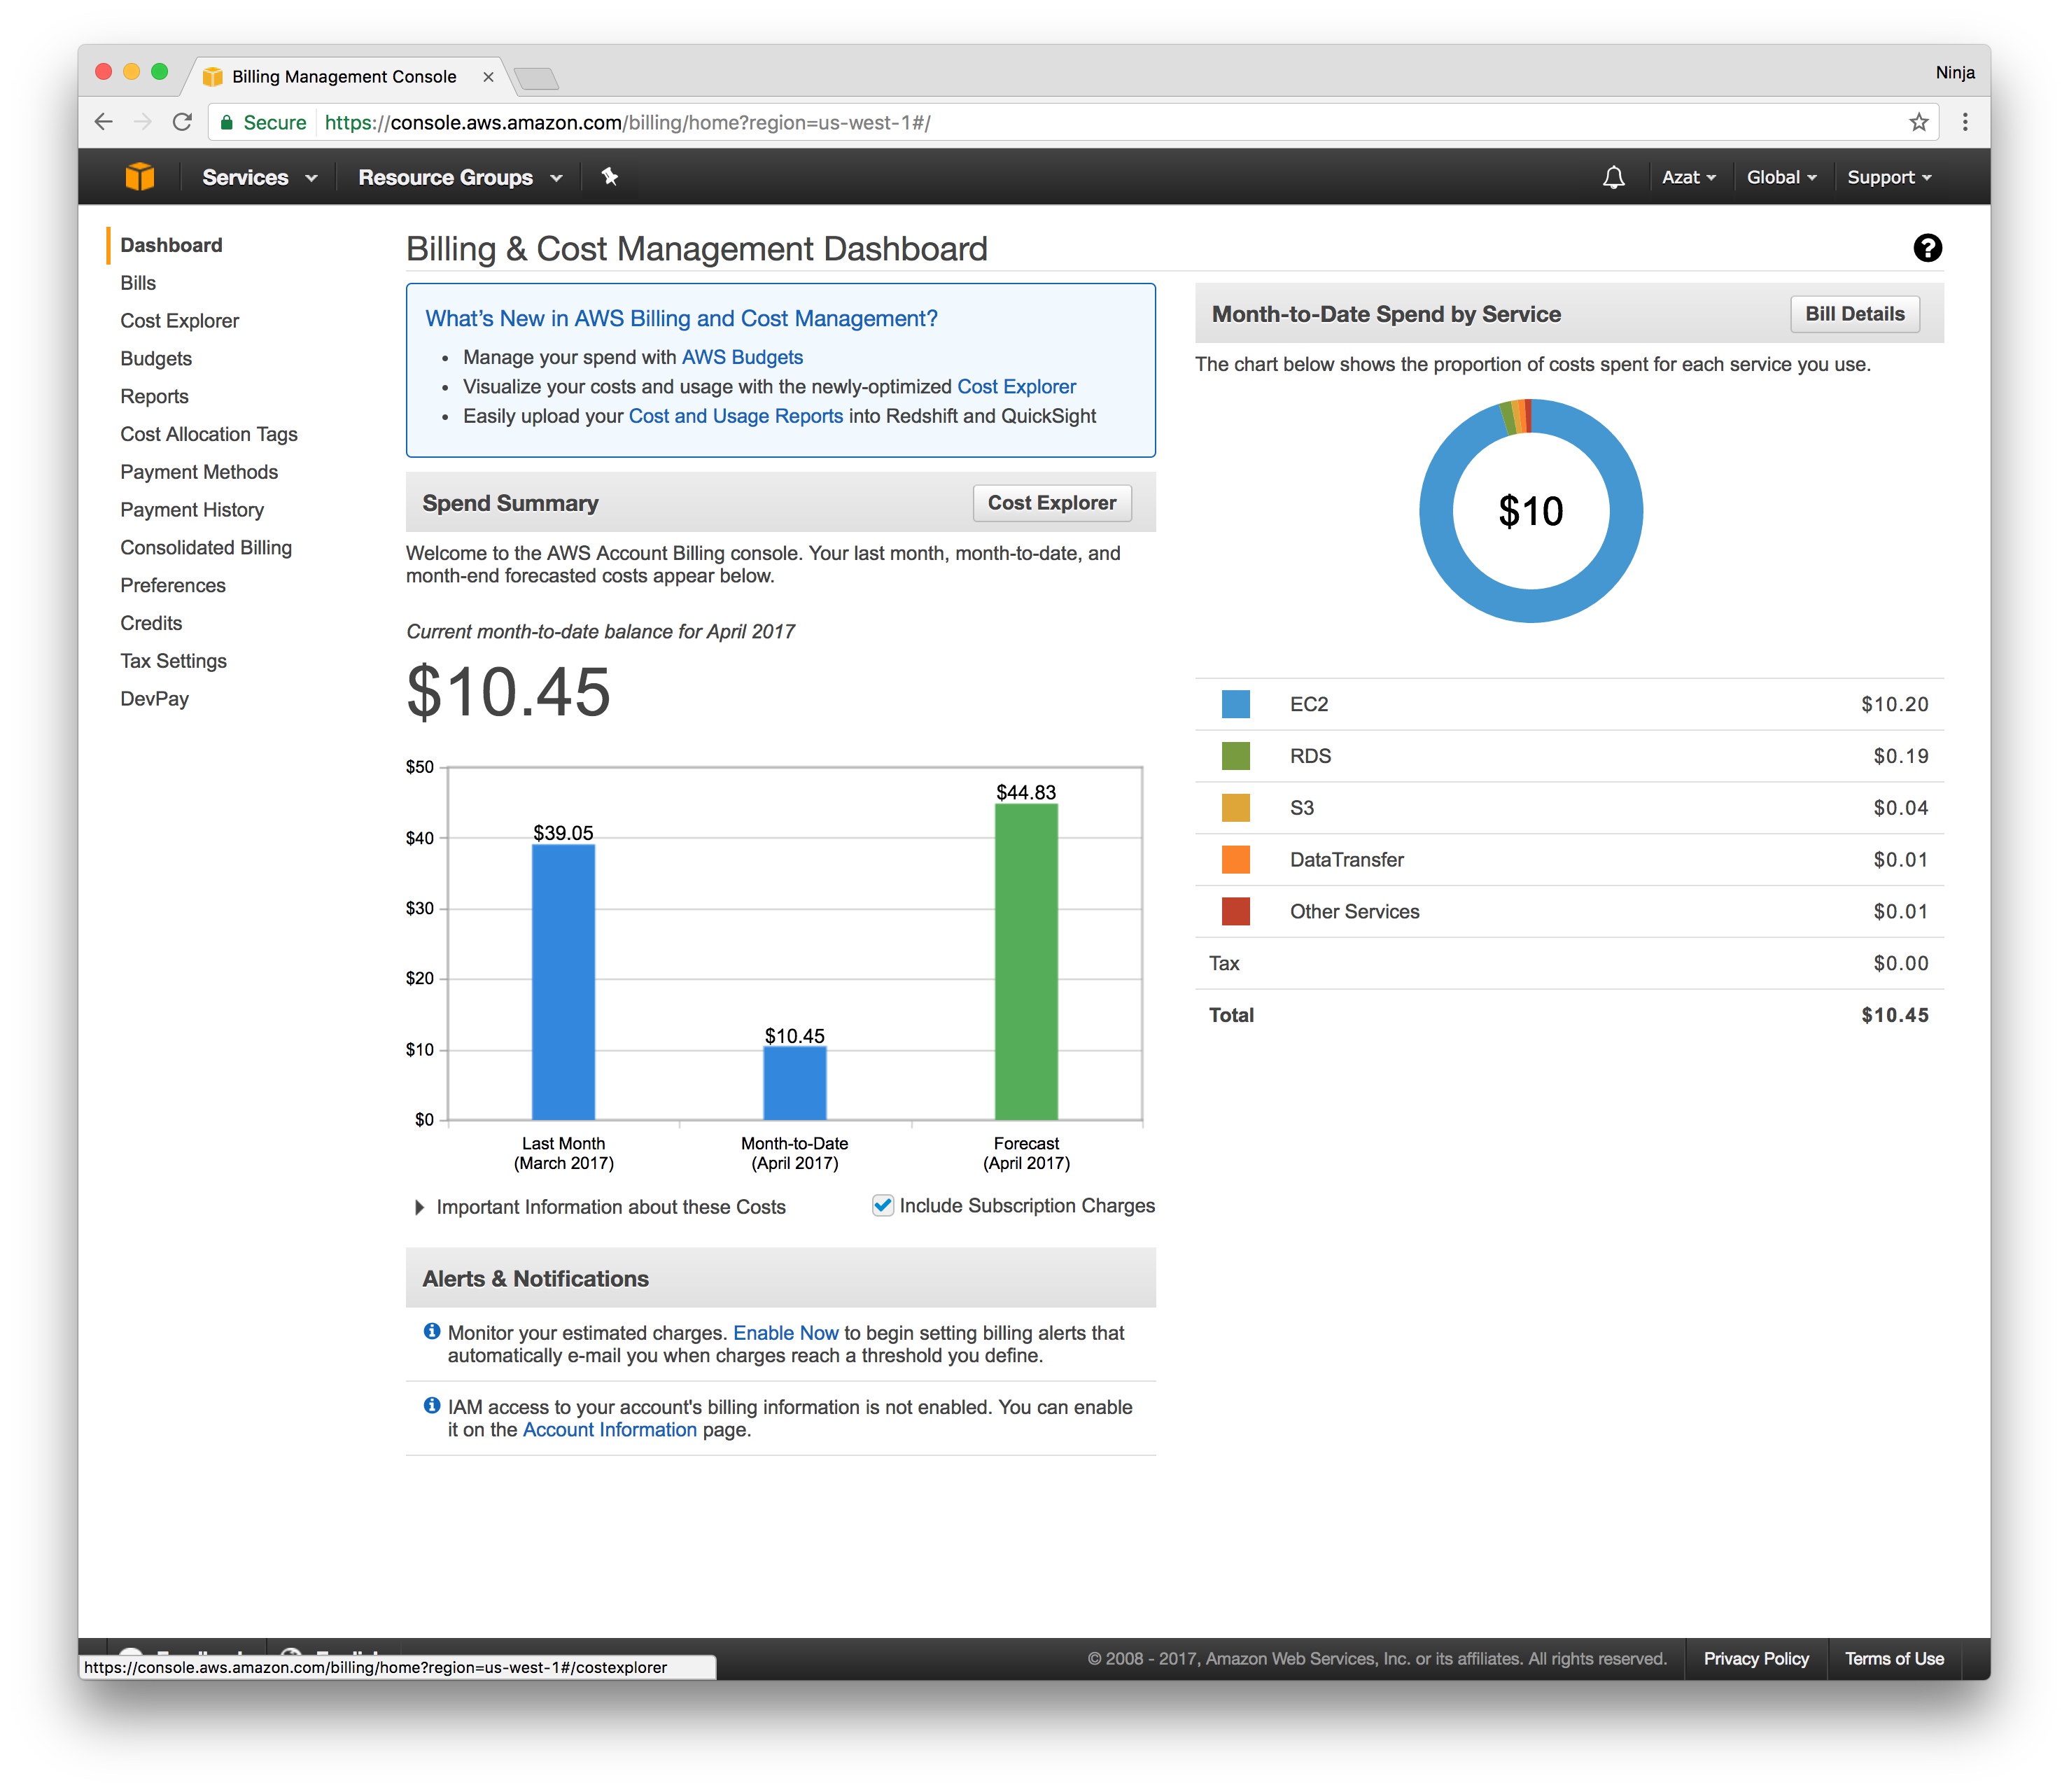 Billing Management Console
Ninja
Secure https://console.aws.amazon.com/billing/home?region=us-west-1#/
Services Resource Groups Azat Global Support
Dashboard
Bills
Cost Explorer
Budgets
Reports
Cost Allocation Tags
Payment Methods
Payment History
Consolidated Billing
Preferences
Credits
Tax Settings
DevPay
Billing & Cost Management Dashboard
?
What's New in AWS Billing and Cost Management?
• Manage your spend with AWS Budgets
• Visualize your costs and usage with the newly-optimized Cost Explorer
• Easily upload your Cost and Usage Reports into Redshift and QuickSight
Spend Summary
Cost Explorer
Welcome to the AWS Account Billing console. Your last month, month-to-date, and
month-end forecasted costs appear below.
Current month-to-date balance for April 2017
$10.45
$50
$40
$30
$20
$10
$0
$39.05
$10.45
$44.83
Last Month
(March 2017)
Month-to-Date
(April 2017)
Forecast
(April 2017)
Important Information about these Costs
Include Subscription Charges
Alerts & Notifications
Monitor your estimated charges. Enable Now to begin setting billing alerts that
automatically e-mail you when charges reach a threshold you define.
IAM access to your account's billing information is not enabled. You can enable
it on the Account Information page.
Month-to-Date Spend by Service
Bill Details
The chart below shows the proportion of costs spent for each service you use.
$10
EC2 $10.20
RDS $0.19
S3 $0.04
DataTransfer $0.01
Other Services $0.01
Tax $0.00
Total $10.45
https://console.aws.amazon.com/billing/home?region=us-west-1#/costexplorer
© 2008 - 2017, Amazon Web Services, Inc. or its affiliates. All rights reserved.
Privacy Policy
Terms of Use